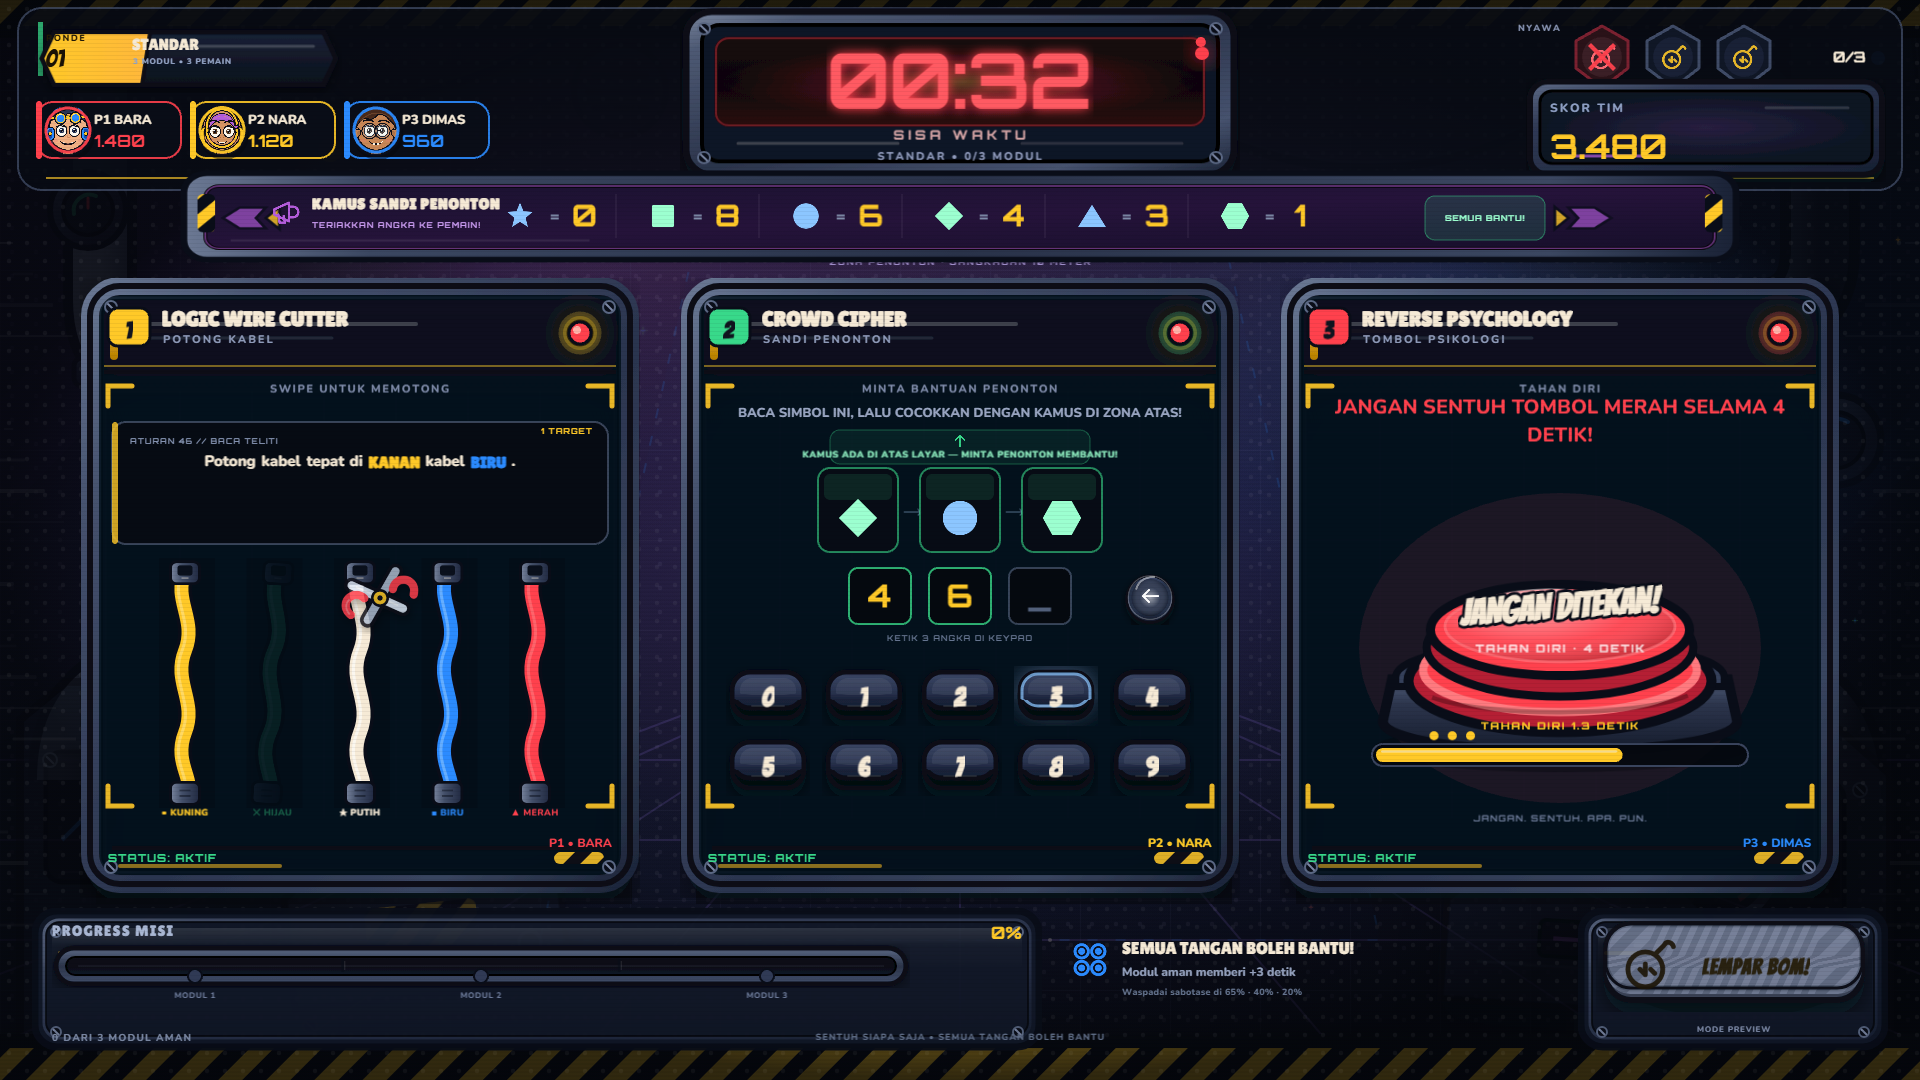 RONDE
01
STANDAR
3 MODUL • 3 PEMAIN
P1 BARA
1.480
P2 NARA
1.120
P3 DIMAS
960
00:32
SISA WAKTU
STANDAR • 0/3 MODUL
NYAWA
0/3
SKOR TIM
3.480
KAMUS SANDI PENONTON
TERIAKKAN ANGKA KE PEMAIN!
= 0
= 8
= 6
= 4
= 3
= 1
SEMUA BANTU!
1
LOGIC WIRE CUTTER
POTONG KABEL
SWIPE UNTUK MEMOTONG
1 TARGET
ATURAN 46 // BACA TELITI
Potong kabel tepat di KANAN kabel BIRU .
KUNING
HIJAU
PUTIH
BIRU
MERAH
P1 • BARA
STATUS: AKTIF
2
CROWD CIPHER
SANDI PENONTON
MINTA BANTUAN PENONTON
BACA SIMBOL INI, LALU COCOKKAN DENGAN KAMUS DI ZONA ATAS!
KAMUS ADA DI ATAS LAYAR — MINTA PENONTON MEMBANTU!
4 6 _
KETIK 3 ANGKA DI KEYPAD
0 1 2 3 4
5 6 7 8 9
P2 • NARA
STATUS: AKTIF
3
REVERSE PSYCHOLOGY
TOMBOL PSIKOLOGI
TAHAN DIRI
JANGAN SENTUH TOMBOL MERAH SELAMA 4
DETIK!
JANGAN DITEKAN!
TAHAN DIRI · 4 DETIK
TAHAN DIRI 1.3 DETIK
JANGAN. SENTUH. APA. PUN.
P3 • DIMAS
STATUS: AKTIF
PROGRESS MISI
0%
MODUL 1
MODUL 2
MODUL 3
0 DARI 3 MODUL AMAN
SENTUH SIAPA SAJA • SEMUA TANGAN BOLEH BANTU
SEMUA TANGAN BOLEH BANTU!
Modul aman memberi +3 detik
Waspadai sabotase di 65% · 40% · 20%
LEMPAR BOM!
MODE PREVIEW